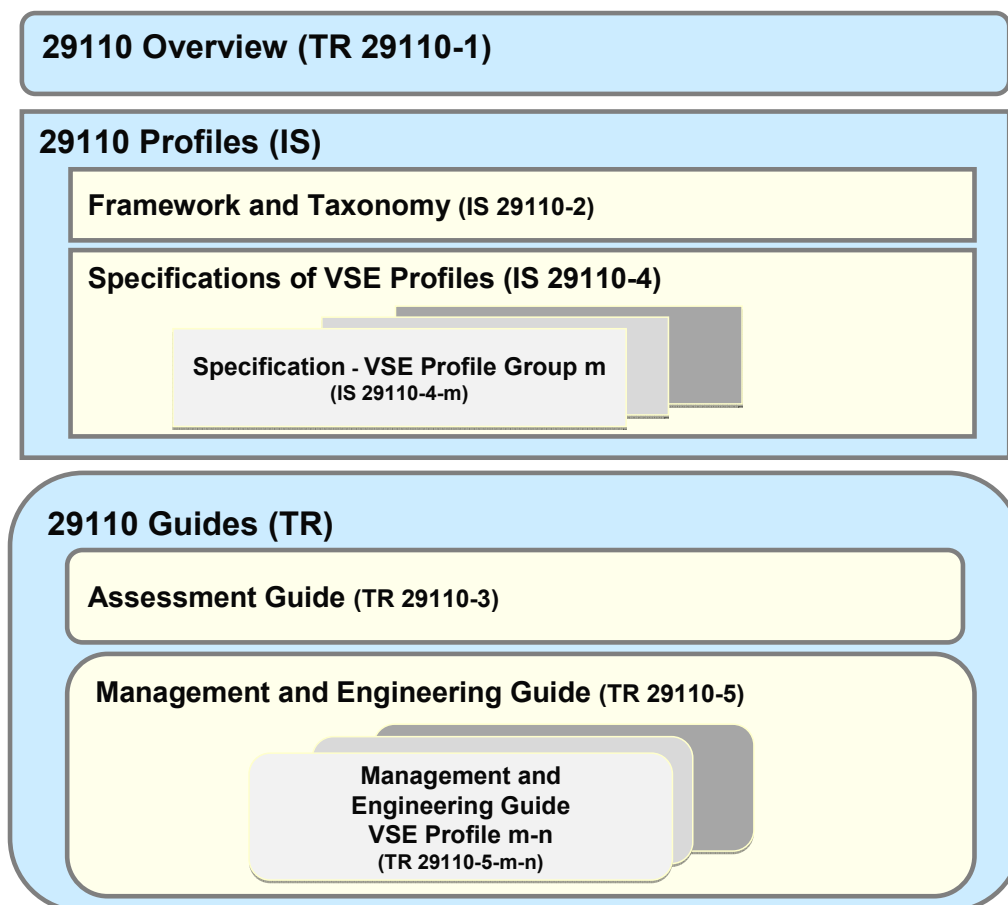 29110 Overview (TR 29110-1)
29110 Profiles (IS)
Framework and Taxonomy (IS 29110-2)
Specifications of VSE Profiles (IS 29110-4)
Specification - VSE Profile Group m
(IS 29110-4-m)
29110 Guides (TR)
Assessment Guide (TR 29110-3)
Management and Engineering Guide (TR 29110-5)
Management and
Engineering Guide
VSE Profile m-n
(TR 29110-5-m-n)